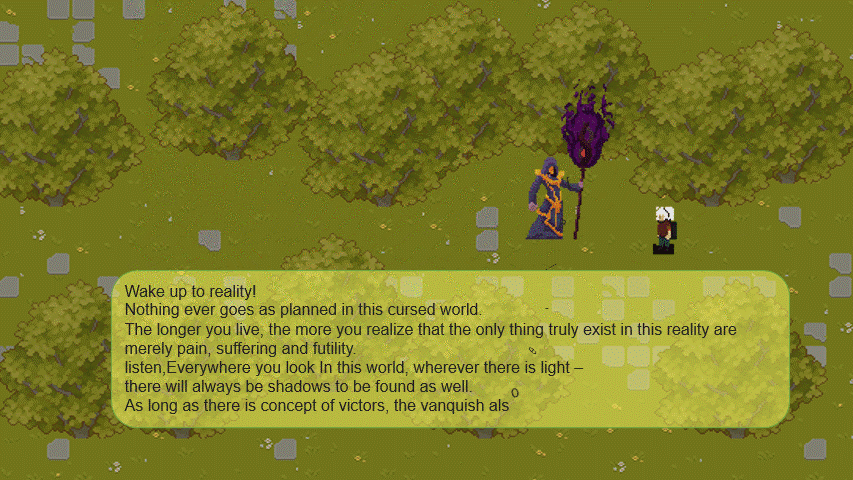 Wake up to reality!
Nothing ever goes as planned in this cursed world.
The longer you live, the more you realize that the only thing truly exist in this reality are
merely pain, suffering and futility.
listen,Everywhere you look In this world, wherever there is light –
there will always be shadows to be found as well.
As long as there is concept of victors, the vanquish also